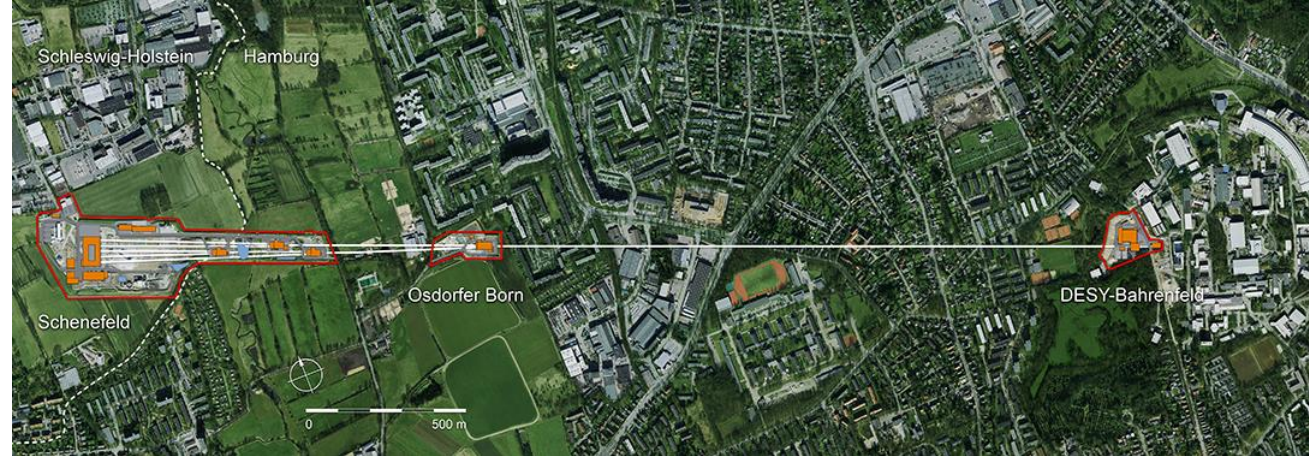 Schleswig-Holstein
Hamburg
Osdorfer Born
DESY-Bahrenfeld
Schenefeld
0
500 m